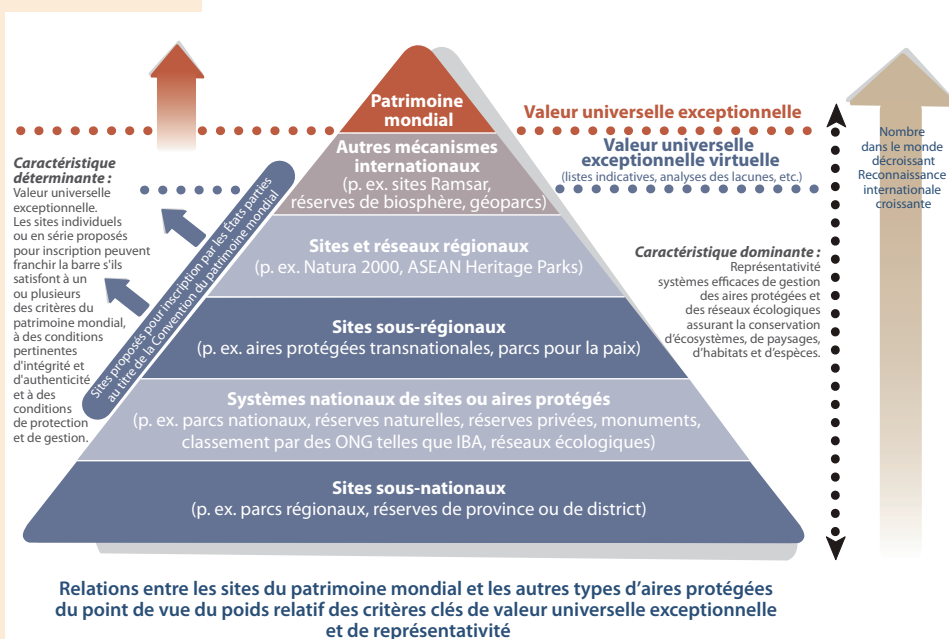 Patrimoine
mondial
Valeur universelle exceptionnelle
Autres mécanismes
internationaux
(p. ex. sites Ramsar,
réserves de biosphère, géoparcs)
Valeur universelle
exceptionnelle virtuelle
(listes indicatives, analyses des lacunes, etc.)
Nombre
dans le monde
décroissant
Reconnaissance
internationale
croissante
Caractéristique
déterminante :
Valeur universelle
exceptionnelle.
Les sites individuels
ou en série proposés
pour inscription peuvent
franchir la barre s'ils
satisfont à un
ou plusieurs
des critères du
patrimoine mondial,
à des conditions
pertinentes
d'intégrité et
d'authenticité
et à des
conditions
de protection
et de gestion.
Sites proposés pour inscription par les États parties
au titre de la Convention du patrimoine mondial
Sites et réseaux régionaux
(p. ex. Natura 2000, ASEAN Heritage Parks)
Caractéristique dominante :
Représentativité
systèmes efficaces de gestion
des aires protégées et
des réseaux écologiques
assurant la conservation
d'écosystèmes, de paysages,
d'habitats et d'espèces.
Sites sous-régionaux
(p. ex. aires protégées transnationales, parcs pour la paix)
Systèmes nationaux de sites ou aires protégés
(p. ex. parcs nationaux, réserves naturelles, réserves privées, monuments,
classement par des ONG telles que IBA, réseaux écologiques)
Sites sous-nationaux
(p. ex. parcs régionaux, réserves de province ou de district)
Relations entre les sites du patrimoine mondial et les autres types d'aires protégées
du point de vue du poids relatif des critères clés de valeur universelle exceptionnelle
et de représentativité